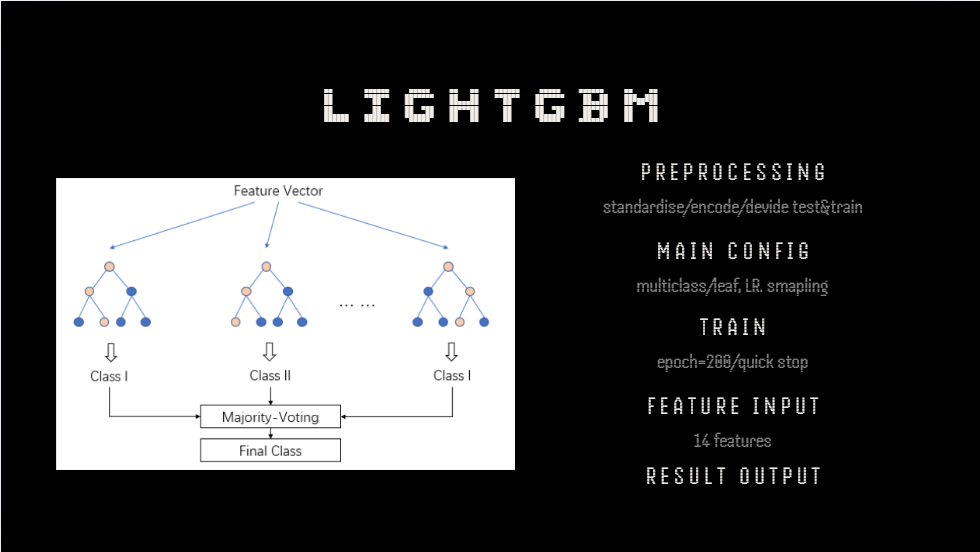 LIGHTGBM
Feature Vector
... ...
Class I
Class II
Class I
Majority-Voting
Final Class
PREPROCESSING
standardise/encode/devide test&train
MAIN CONFIG
multiclass/leaf, LR. smapling
TRAIN
epoch=200/quick stop
FEATURE INPUT
14 features
RESULT OUTPUT